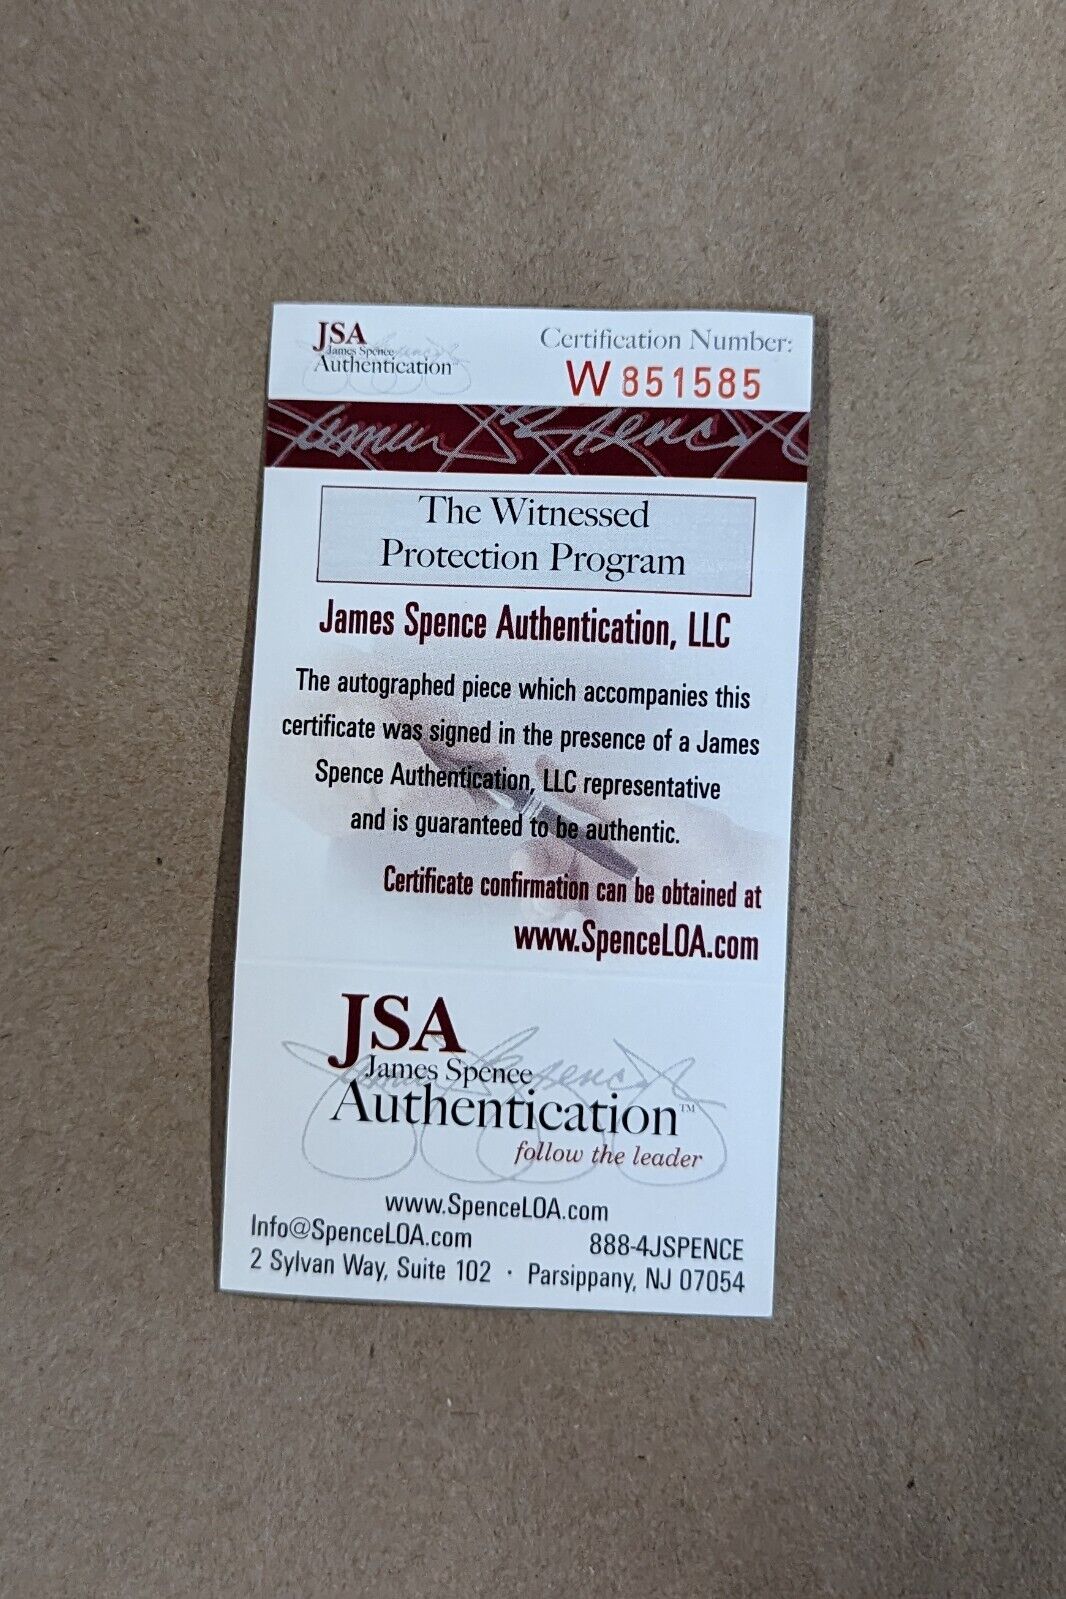 JSA
James Spence
Authentication
Certification Number:
W 851585
James Spence
The Witnessed
Protection Program
James Spence Authentication, LLC
The autographed piece which accompanies this
certificate was signed in the presence of a James
Spence Authentication, LLC representative
and is guaranteed to be authentic.
Certificate confirmation can be obtained at
www.SpenceLOA.com
JSA
James Spence
Authentication™
follow the leader
www.SpenceLOA.com
Info@SpenceLOA.com 888-4JSPENCE
2 Sylvan Way, Suite 102 · Parsippany, NJ 07054